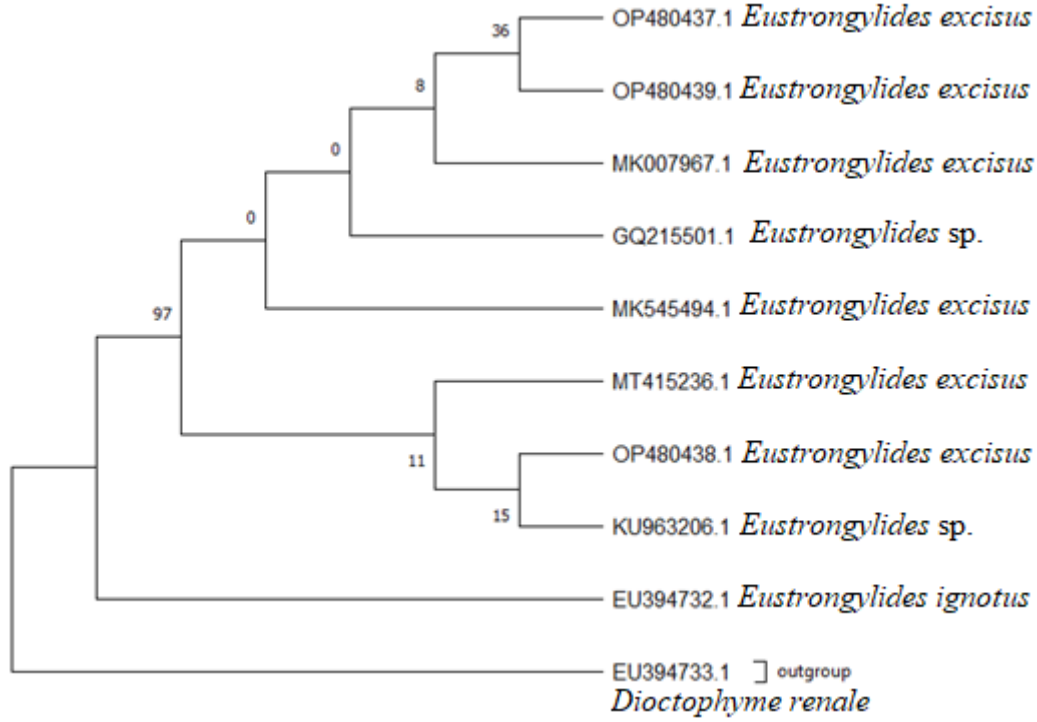 36
OP480437.1 Eustrongylides excisus
8
OP480439.1 Eustrongylides excisus
0
MK007967.1 Eustrongylides excisus
0
GQ215501.1 Eustrongylides sp.
97
MK545494.1 Eustrongylides excisus
MT415236.1 Eustrongylides excisus
11
OP480438.1 Eustrongylides excisus
15
KU963206.1 Eustrongylides sp.
EU394732.1 Eustrongylides ignotus
EU394733.1 outgroup
Dioctophyme renale